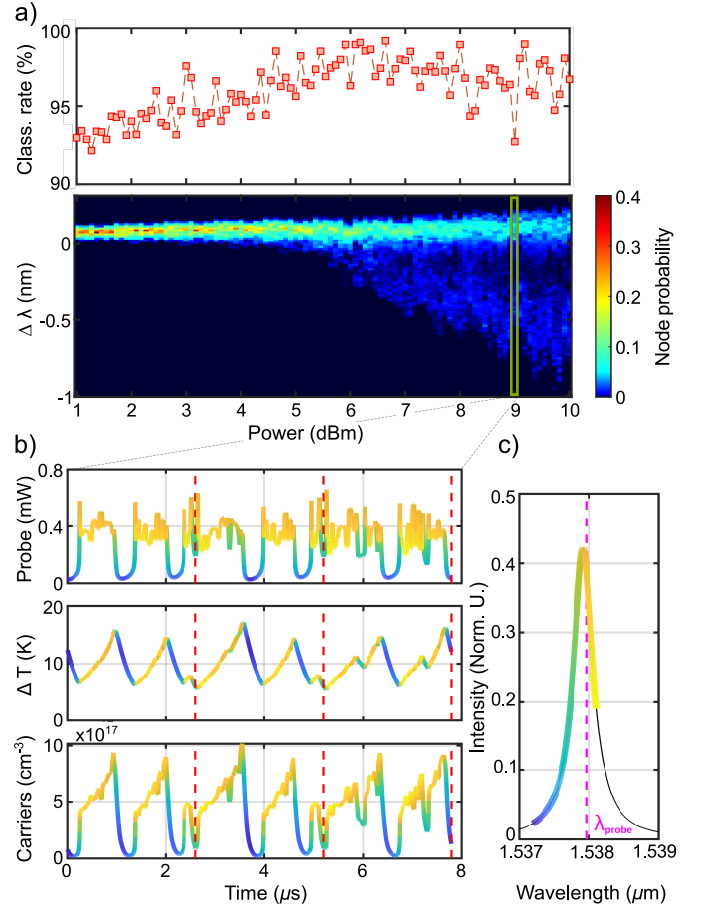 a)
100
95
90
Class. rate (%)
0
-0.5
-1
Δ λ (nm)
1 2 3 4 5 6 7 8 9 10
Power (dBm)
0.4
0.3
0.2
0.1
0
Node probability
b)
0.8
0.4
0
Probe (mW)
20
10
0
Δ T (K)
x10¹⁷
10
5
0
Carriers (cm⁻³)
0 2 4 6 8
Time (μs)
c)
0.5
0.4
0.3
0.2
0.1
0
Intensity (Norm. U.)
λprobe
1.537 1.538 1.539
Wavelength (μm)